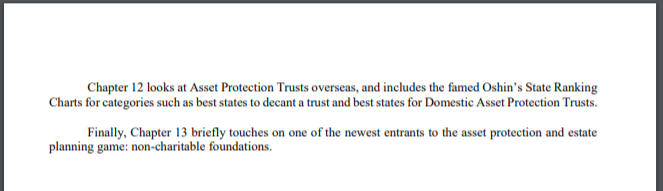 Chapter 12 looks at Asset Protection Trusts overseas, and includes the famed Oshin's State Ranking
Charts for categories such as best states to decant a trust and best states for Domestic Asset Protection Trusts.
Finally, Chapter 13 briefly touches on one of the newest entrants to the asset protection and estate
planning game: non-charitable foundations.